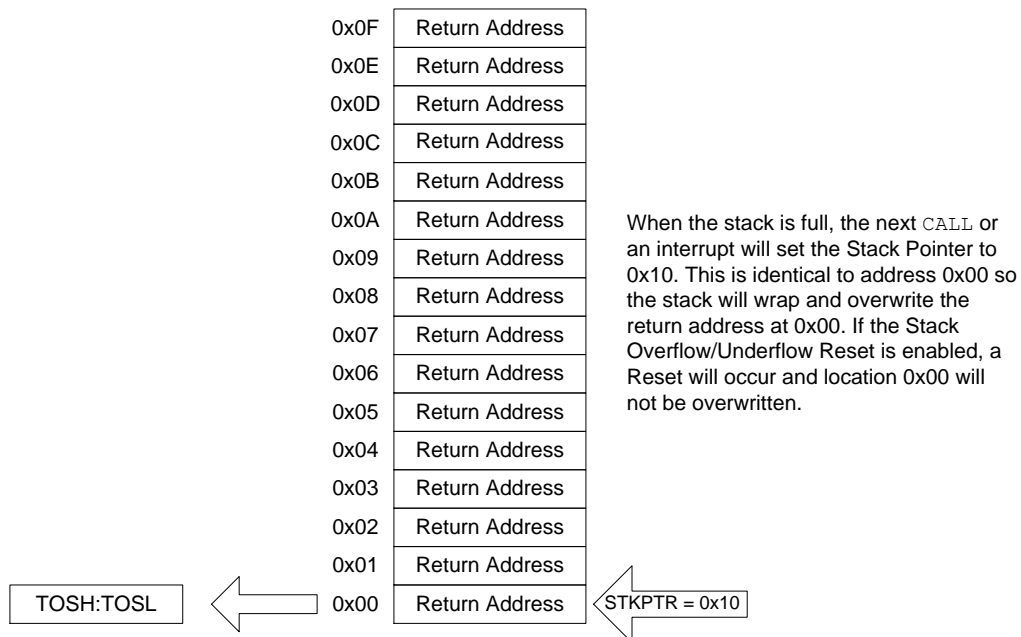 0x0F Return Address
0x0E Return Address
0x0D Return Address
0x0C Return Address
0x0B Return Address
0x0A Return Address
0x09 Return Address
0x08 Return Address
0x07 Return Address
0x06 Return Address
0x05 Return Address
0x04 Return Address
0x03 Return Address
0x02 Return Address
0x01 Return Address
TOSH:TOSL 0x00 Return Address STKPTR = 0x10
When the stack is full, the next CALL or
an interrupt will set the Stack Pointer to
0x10. This is identical to address 0x00 so
the stack will wrap and overwrite the
return address at 0x00. If the Stack
Overflow/Underflow Reset is enabled, a
Reset will occur and location 0x00 will
not be overwritten.